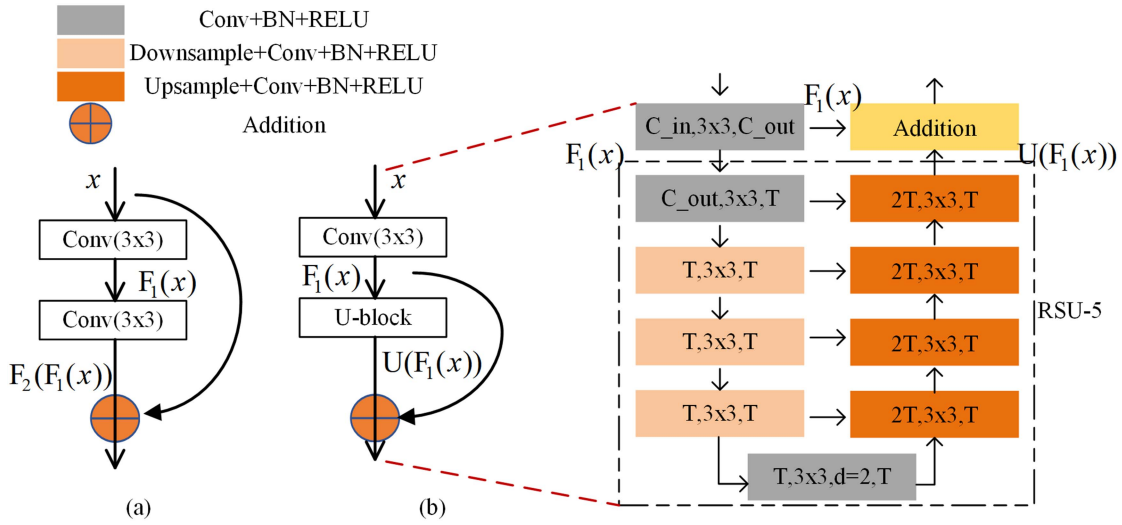 Conv+BN+RELU
Downsample+Conv+BN+RELU
Upsample+Conv+BN+RELU
Addition
x
Conv(3x3)
F₁(x)
Conv(3x3)
F₂(F₁(x))
(a)
x
Conv(3x3)
F₁(x)
U-block
U(F₁(x))
(b)
C_in,3x3,C_out
F₁(x)
Addition
F₁(x)
U(F₁(x))
C_out,3x3,T
2T,3x3,T
T,3x3,T
2T,3x3,T
RSU-5
T,3x3,T
2T,3x3,T
T,3x3,T
2T,3x3,T
T,3x3,d=2,T